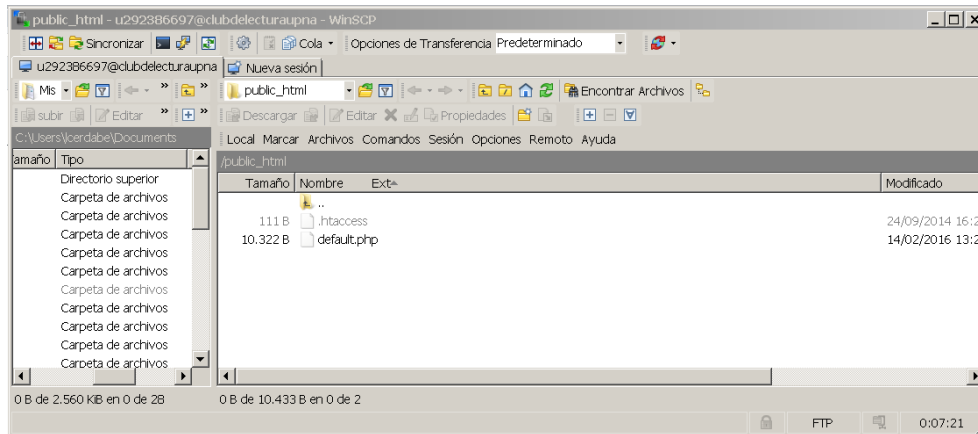 public_html - u292386697@clubdelecturaupna - WinSCP
Sincronizar Cola Opciones de Transferencia Predeterminado
u292386697@clubdelecturaupna Nueva sesión
Mis » » public_html Encontrar Archivos
subir Editar » » Descargar Editar Propiedades
C:\Users\lcerdabe\Documents Local Marcar Archivos Comandos Sesión Opciones Remoto Ayuda
amaño Tipo /public_html
Directorio superior Tamaño Nombre Ext Modificado
Carpeta de archivos ..
Carpeta de archivos 111 B .htaccess 24/09/2014 16:2
Carpeta de archivos 10.322 B default.php 14/02/2016 13:2
Carpeta de archivos
Carpeta de archivos
Carpeta de archivos
Carpeta de archivos
Carpeta de archivos
Carpeta de archivos
Carpeta de archivos
0 B de 2.560 KiB en 0 de 28 0 B de 10.433 B en 0 de 2
FTP 0:07:21